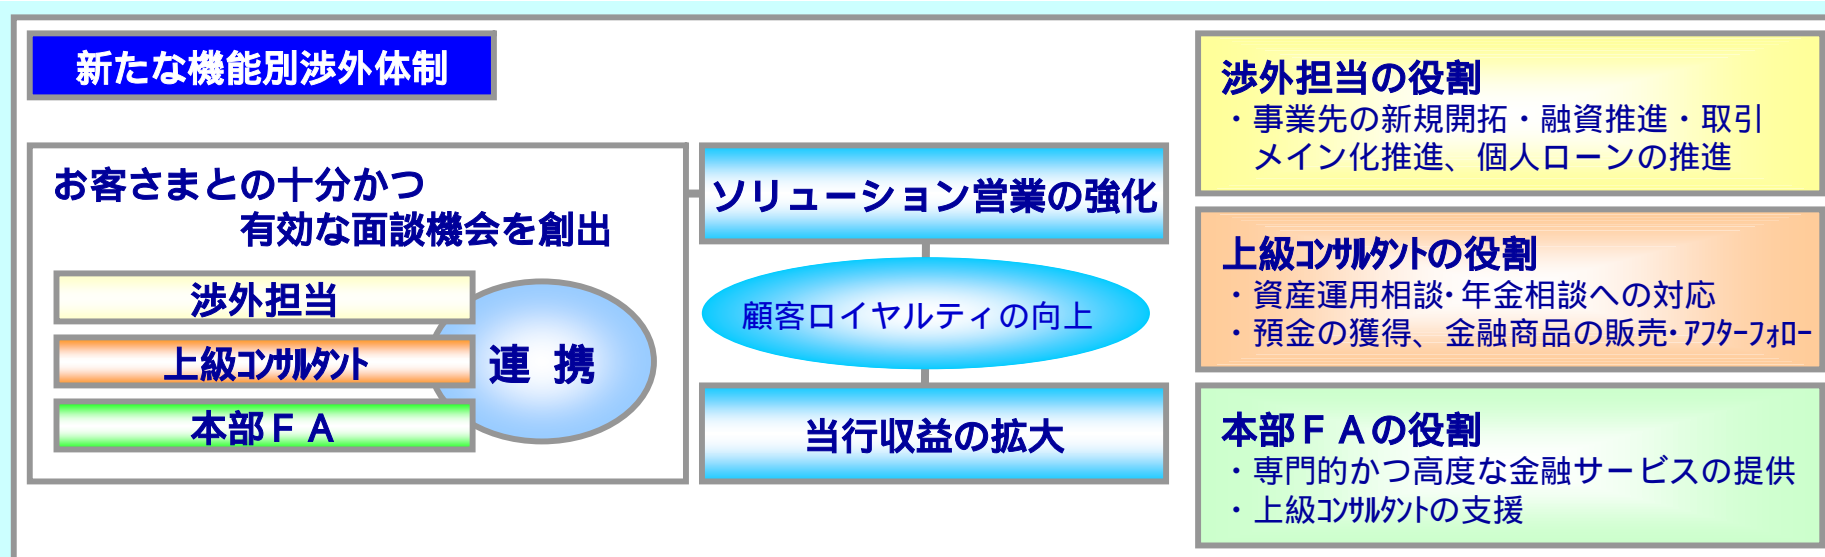 新たな機能別渉外体制
お客さまとの十分かつ
有効な面談機会を創出
渉外担当
上級コンサルタント
本部ＦＡ
連 携
ソリューション営業の強化
顧客ロイヤルティの向上
当行収益の拡大
渉外担当の役割
・事業先の新規開拓・融資推進・取引
メイン化推進、個人ローンの推進
上級コンサルタントの役割
・資産運用相談・年金相談への対応
・預金の獲得、金融商品の販売・アフターフォロー
本部ＦＡの役割
・専門的かつ高度な金融サービスの提供
・上級コンサルタントの支援